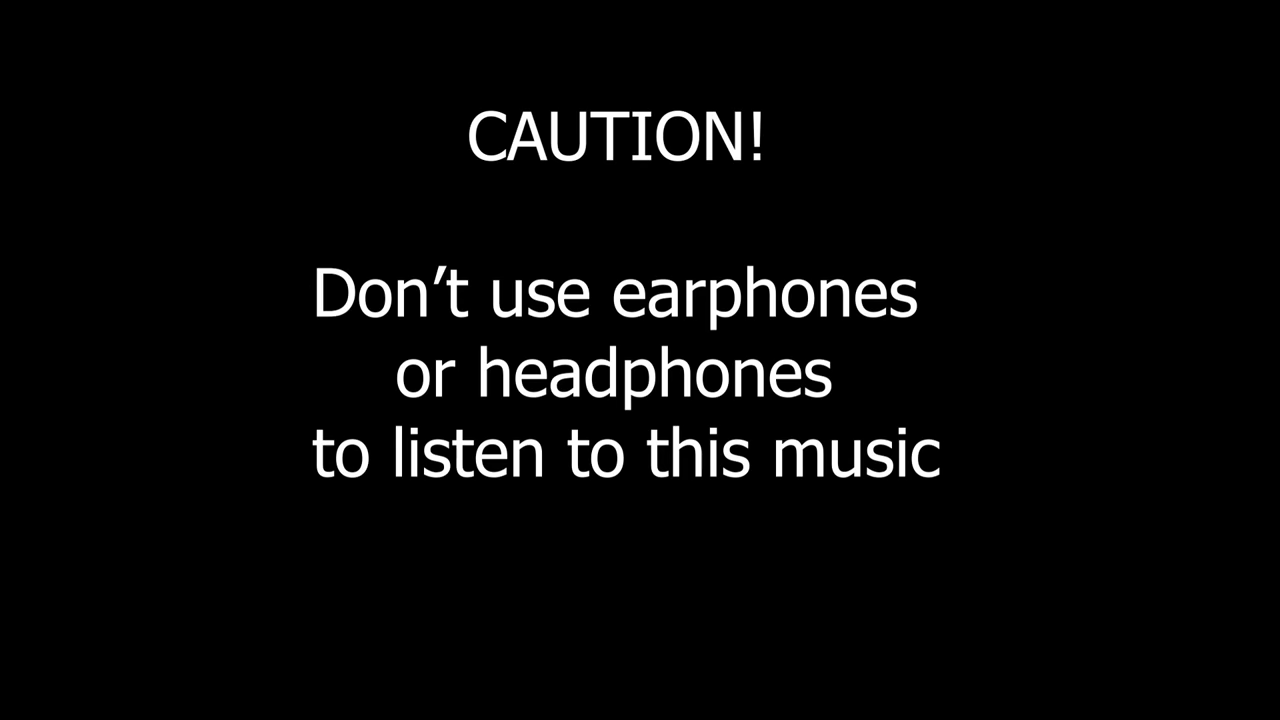 CAUTION!
Don’t use earphones
or headphones
to listen to this music